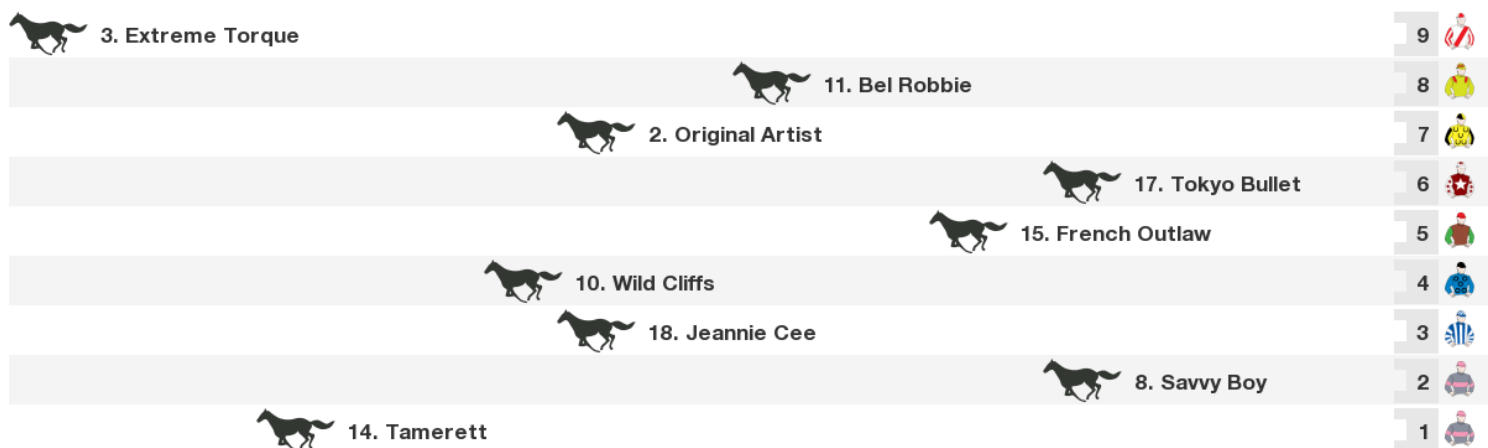 3. Extreme Torque 9
11. Bel Robbie 8
2. Original Artist 7
17. Tokyo Bullet 6
15. French Outlaw 5
10. Wild Cliffs 4
18. Jeannie Cee 3
8. Savvy Boy 2
14. Tamerett 1